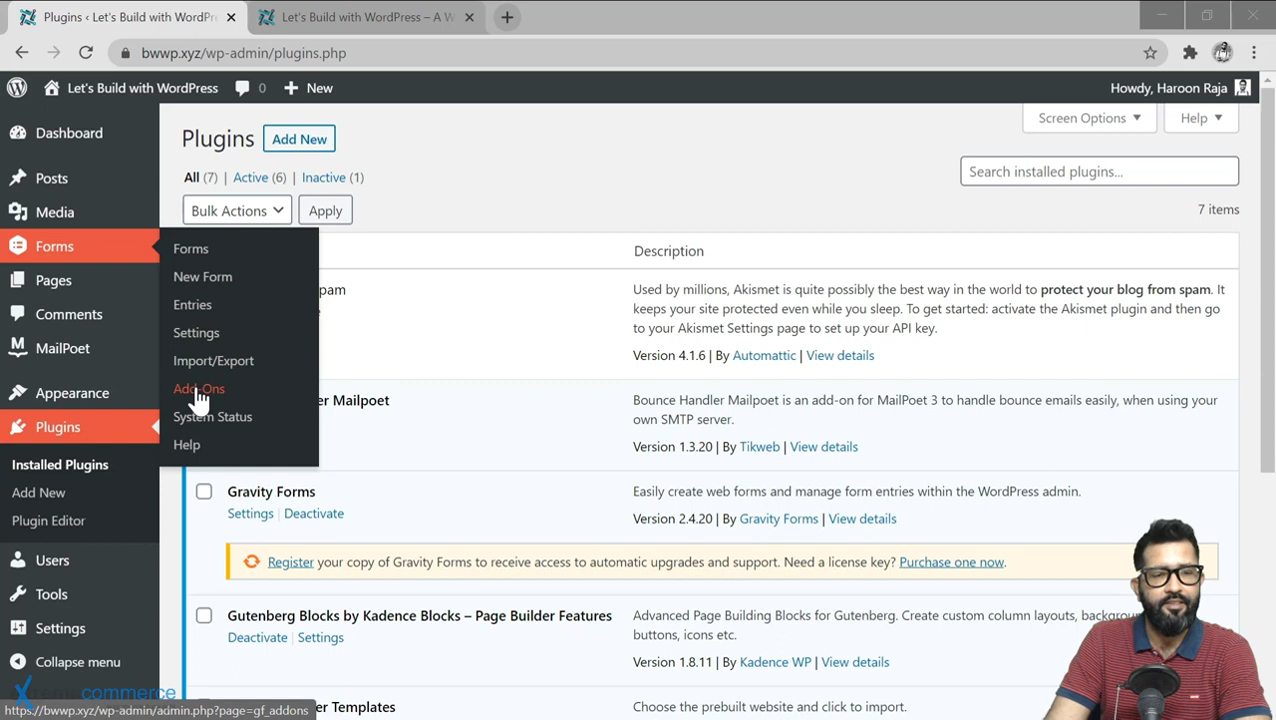 Plugins ‹ Let's Build with WordPr
Let's Build with WordPress – A W
bwwp.xyz/wp-admin/plugins.php
Let's Build with WordPress
0
New
Howdy, Haroon Raja
Dashboard
Posts
Media
Forms
Pages
Comments
MailPoet
Appearance
Plugins
Installed Plugins
Add New
Plugin Editor
Users
Tools
Settings
Collapse menu
Forms
New Form
Entries
Settings
Import/Export
Add-Ons
System Status
Help
Plugins Add New
Screen Options
Help
All (7) | Active (6) | Inactive (1)
Search installed plugins...
Bulk Actions
Apply
7 items
Description
pam
Used by millions, Akismet is quite possibly the best way in the world to protect your blog from spam. It
keeps your site protected even while you sleep. To get started: activate the Akismet plugin and then go
to your Akismet Settings page to set up your API key.
Version 4.1.6 | By Automattic | View details
er Mailpoet
Bounce Handler Mailpoet is an add-on for MailPoet 3 to handle bounce emails easily, when using your
own SMTP server.
Version 1.3.20 | By Tikweb | View details
Gravity Forms
Settings | Deactivate
Easily create web forms and manage form entries within the WordPress admin.
Version 2.4.20 | By Gravity Forms | View details
Register your copy of Gravity Forms to receive access to automatic upgrades and support. Need a license key? Purchase one now.
Gutenberg Blocks by Kadence Blocks – Page Builder Features
Deactivate | Settings
Advanced Page Building Blocks for Gutenberg. Create custom column layouts, backgrou
buttons, icons etc.
Version 1.8.11 | By Kadence WP | View details
er Templates
Choose the prebuilt website and click to import.
commerce
https://bwwp.xyz/wp-admin/admin.php?page=gf_addons